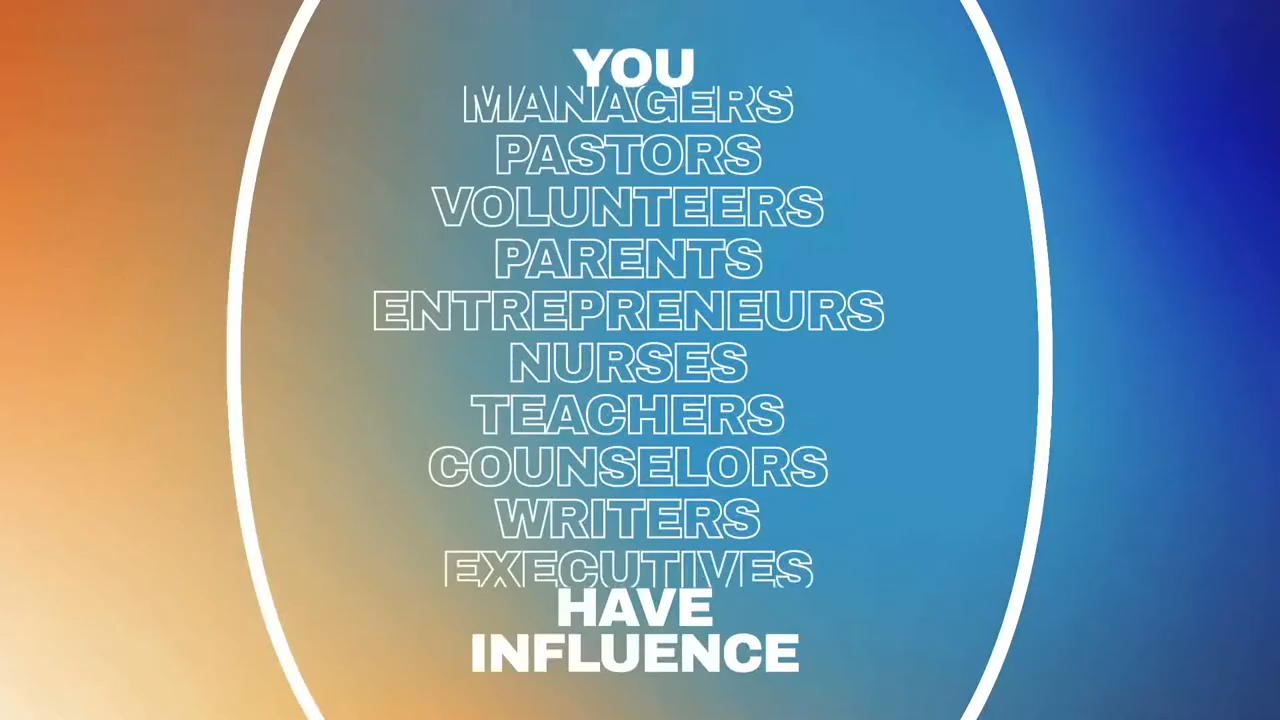 YOU
MANAGERS
PASTORS
VOLUNTEERS
PARENTS
ENTREPRENEURS
NURSES
TEACHERS
COUNSELORS
WRITERS
EXECUTIVES
HAVE
INFLUENCE